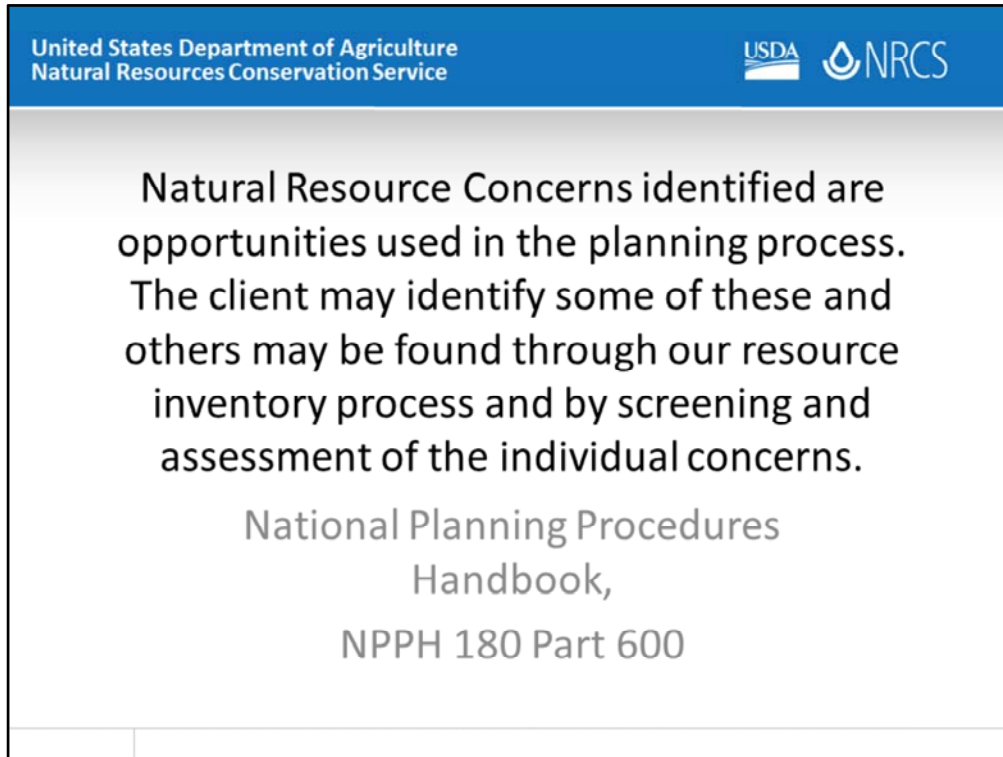 United States Department of Agriculture
Natural Resources Conservation Service
USDA
NRCS
Natural Resource Concerns identified are
opportunities used in the planning process.
The client may identify some of these and
others may be found through our resource
inventory process and by screening and
assessment of the individual concerns.
National Planning Procedures
Handbook,
NPPH 180 Part 600